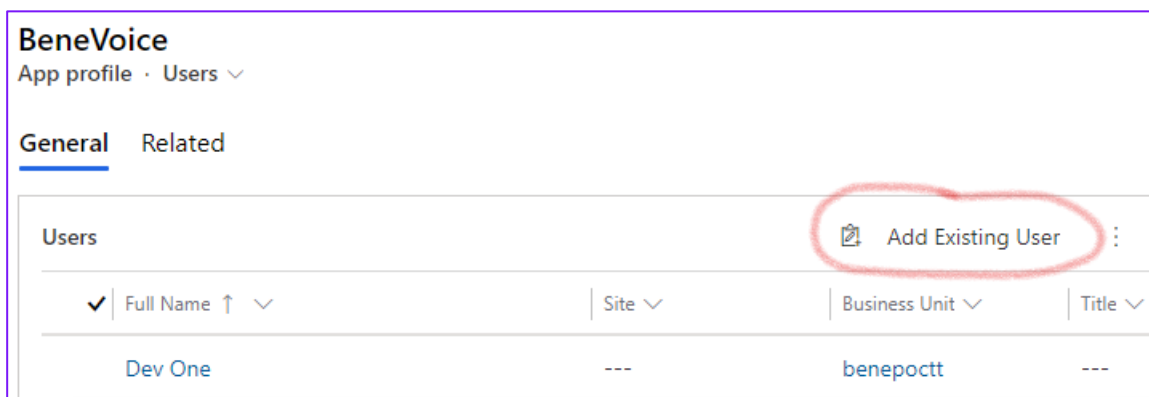 BeneVoice
App profile · Users
General Related
Users Add Existing User
Full Name ↑ Site Business Unit Title
Dev One --- benepoctt ---